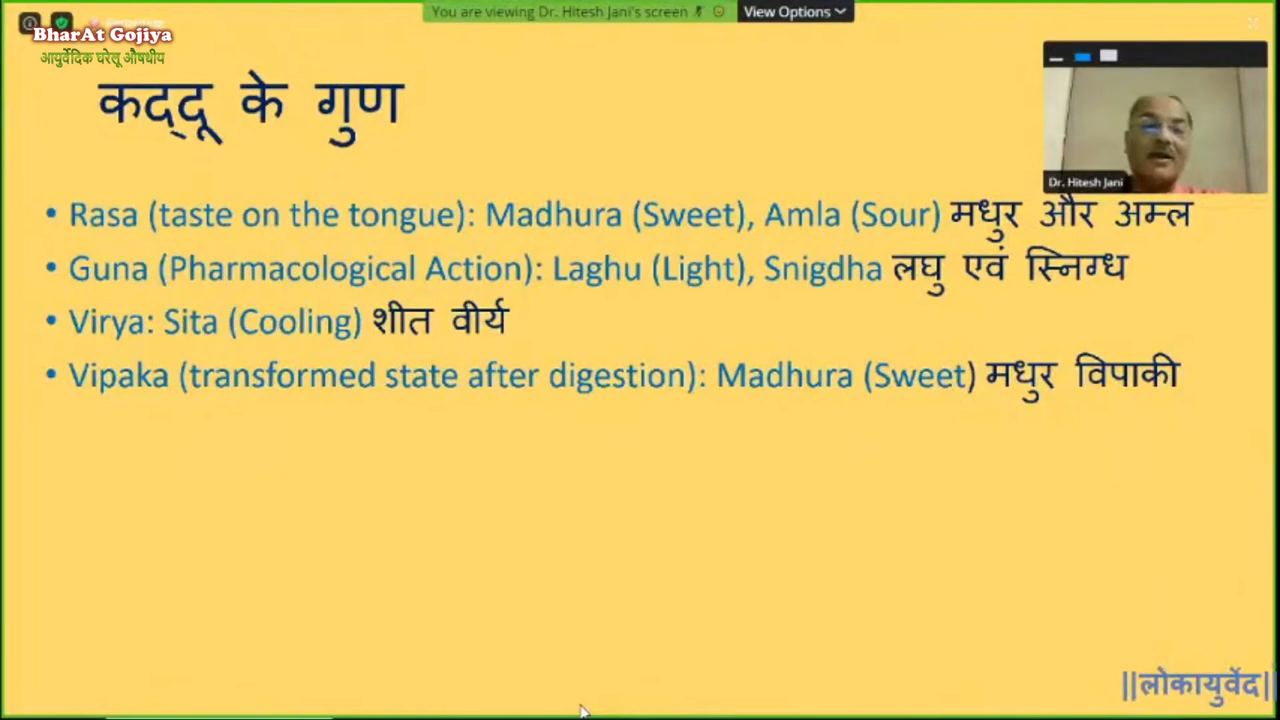 You are viewing Dr. Hitesh Jani's screen
View Options
BharAt Gojiya
आयुर्वेदिक घरेलू औषधीय
कद्दू के गुण
Dr. Hitesh Jani
• Rasa (taste on the tongue): Madhura (Sweet), Amla (Sour) मधुर और अम्ल
• Guna (Pharmacological Action): Laghu (Light), Snigdha लघु एवं स्निग्ध
• Virya: Sita (Cooling) शीत वीर्य
• Vipaka (transformed state after digestion): Madhura (Sweet) मधुर विपाकी
||लोकायुर्वेद|